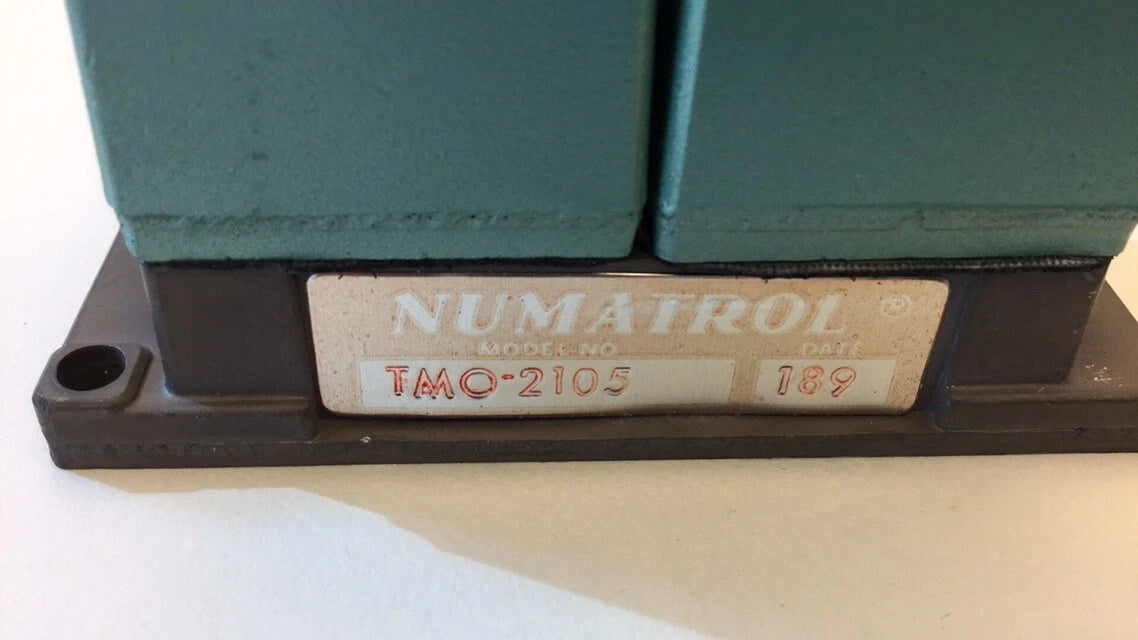 NUMATROL ®
MODEL NO. DATE
TMO-2105 189